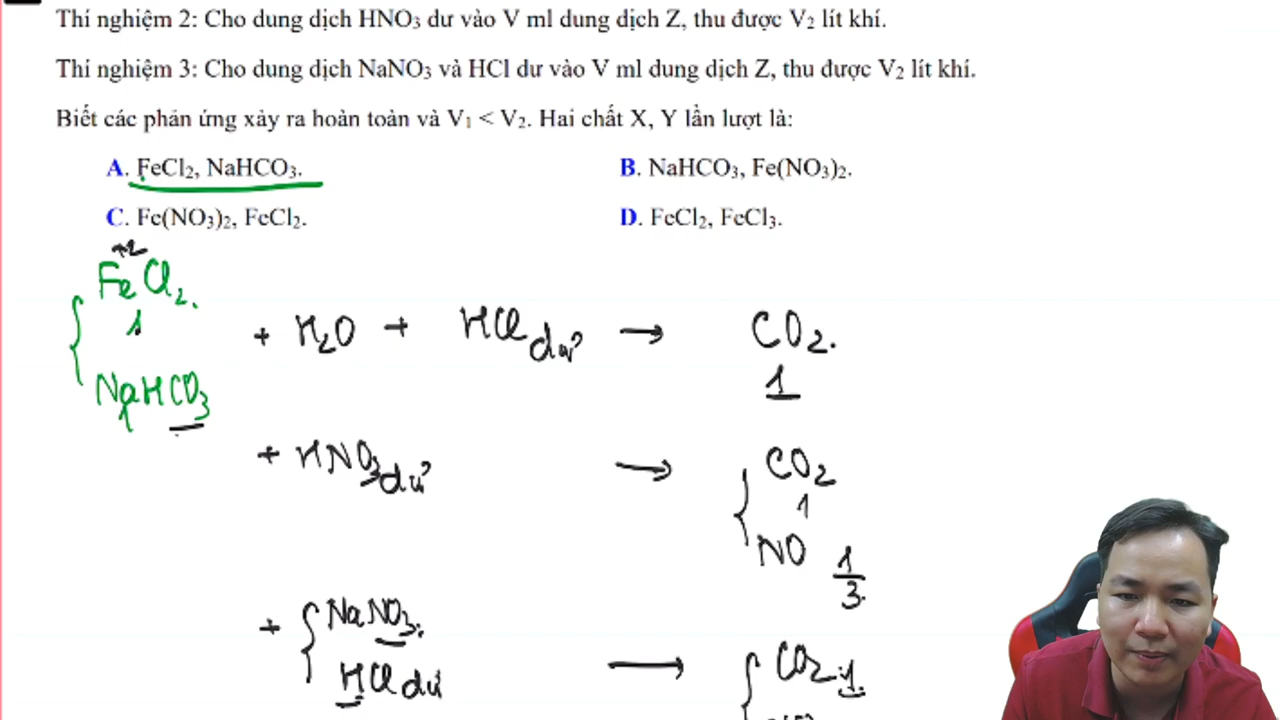 Thí nghiệm 2: Cho dung dịch HNO₃ dư vào V ml dung dịch Z, thu được V₂ lít khí.
Thí nghiệm 3: Cho dung dịch NaNO₃ và HCl dư vào V ml dung dịch Z, thu được V₂ lít khí.
Biết các phản ứng xảy ra hoàn toàn và V₁ < V₂. Hai chất X, Y lần lượt là:
A. FeCl₂, NaHCO₃. B. NaHCO₃, Fe(NO₃)₂.
C. Fe(NO₃)₂, FeCl₂. D. FeCl₂, FeCl₃.
+2
FeCl₂.
1
+ H₂O + HCl dư → CO₂.
NaHCO₃
1
1
+ HNO₃ dư → CO₂
1
NO 1/3.
+ NaNO₃.
HCl dư → CO₂ 1.